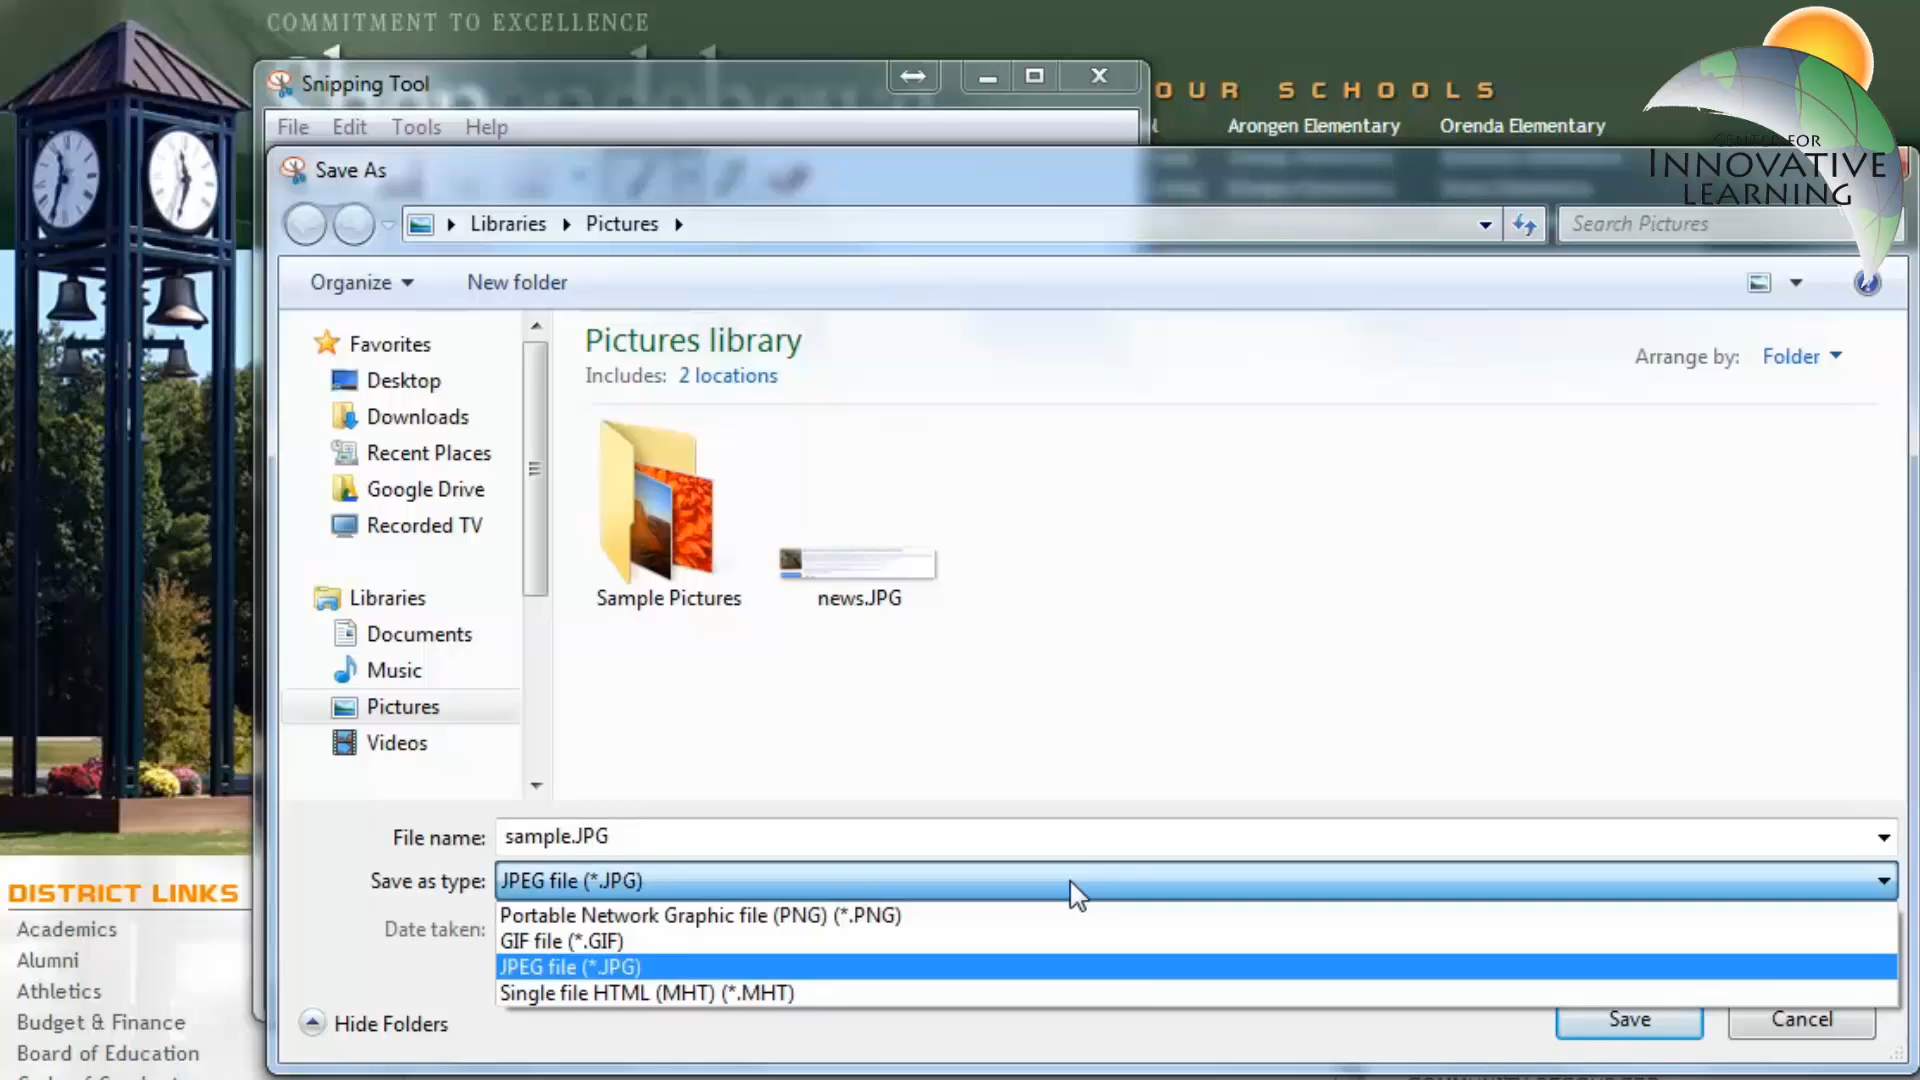 COMMITMENT TO EXCELLENCE
Snipping Tool
OUR SCHOOLS
File Edit Tools Help
Arongen Elementary Orenda Elementary
CENTER FOR
INNOVATIVE
LEARNING
Save As
Libraries Pictures
Search Pictures
Organize New folder
Favorites
Desktop
Downloads
Recent Places
Google Drive
Recorded TV
Libraries
Documents
Music
Pictures
Videos
Pictures library
Includes: 2 locations
Arrange by: Folder
Sample Pictures
news.JPG
File name: sample.JPG
Save as type: JPEG file (*.JPG)
Date taken:
Portable Network Graphic file (PNG) (*.PNG)
GIF file (*.GIF)
JPEG file (*.JPG)
Single file HTML (MHT) (*.MHT)
Hide Folders
Save
Cancel
DISTRICT LINKS
Academics
Alumni
Athletics
Budget & Finance
Board of Education